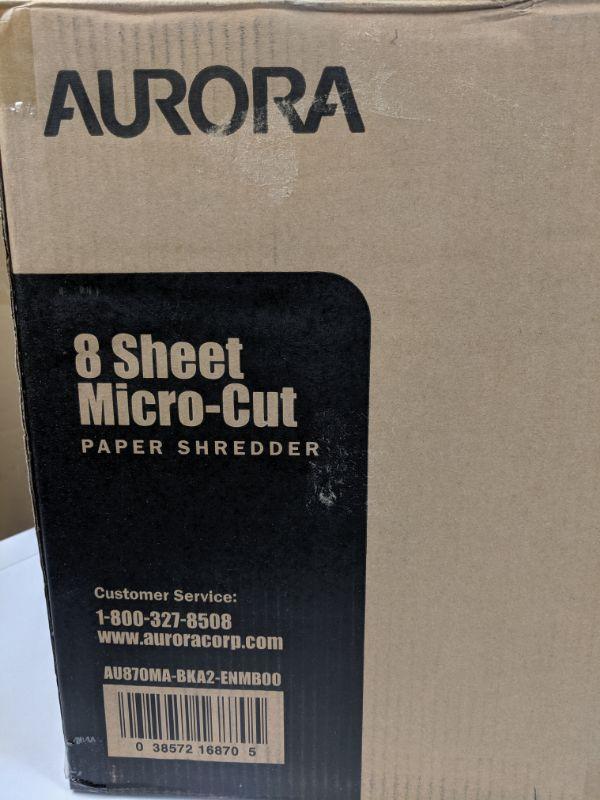 AURORA
8 Sheet
Micro-Cut
PAPER SHREDDER
Customer Service:
1-800-327-8508
www.auroracorp.com
AU870MA-BKA2-ENMB00
0 38572 16870 5